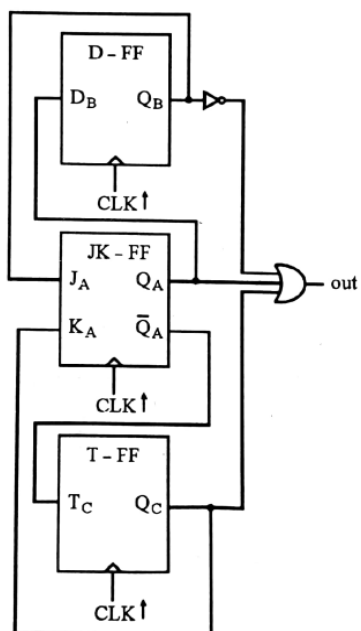 D-FF
D_B Q_B
CLK↑
JK-FF
J_A Q_A
K_A Q̅_A
out
CLK↑
T-FF
T_C Q_C
CLK↑